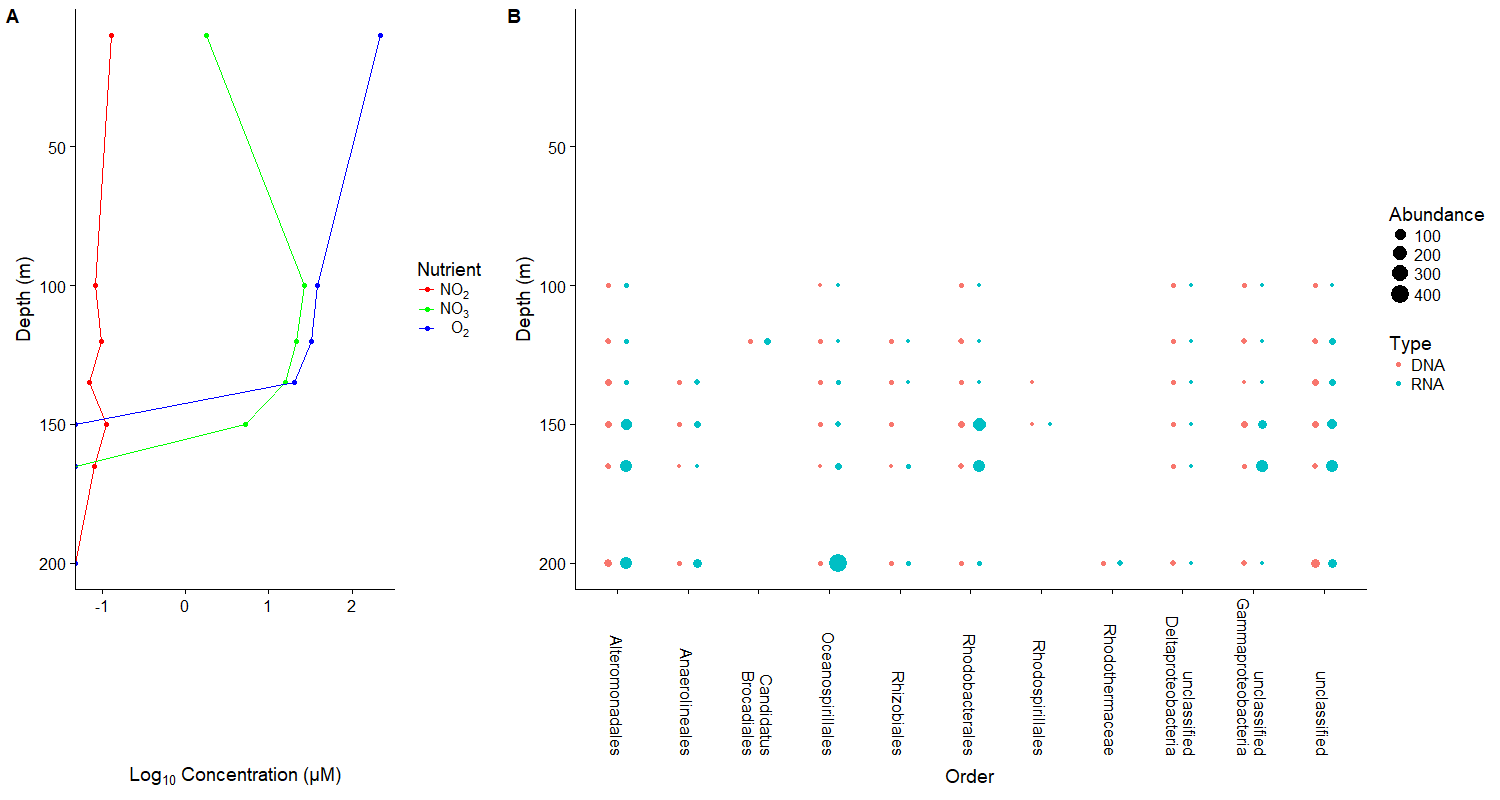 A
Depth (m)
50
100
150
200
-1 0 1 2
Log10 Concentration (µM)
Nutrient
NO2
NO3
O2
B
Depth (m)
50
100
150
200
Alteromonadales
Anaerolineales
Candidatus
Brocadiales
Oceanospirillales
Rhizobiales
Rhodobacterales
Rhodospirillales
Rhodothermaceae
unclassified
Deltaproteobacteria
unclassified
Gammaproteobacteria
unclassified
Order
Abundance
100
200
300
400
Type
DNA
RNA